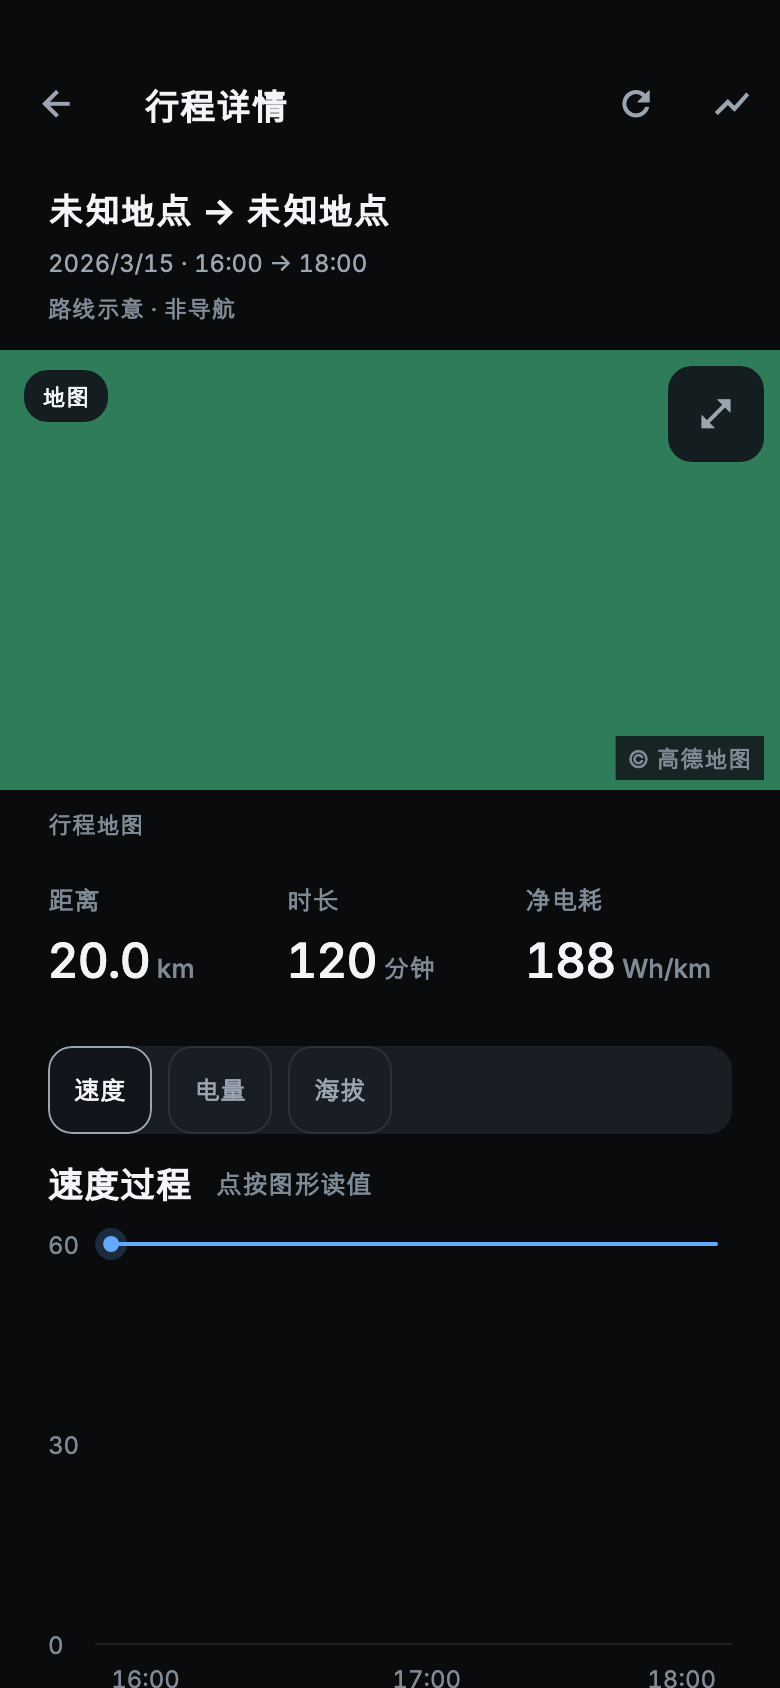 行程详情
未知地点 → 未知地点
2026/3/15 · 16:00 → 18:00
路线示意 · 非导航
地图
© 高德地图
行程地图
距离 时长 净电耗
20.0 km 120 分钟 188 Wh/km
速度 电量 海拔
速度过程 点按图形读值
60
30
0
16:00 17:00 18:00